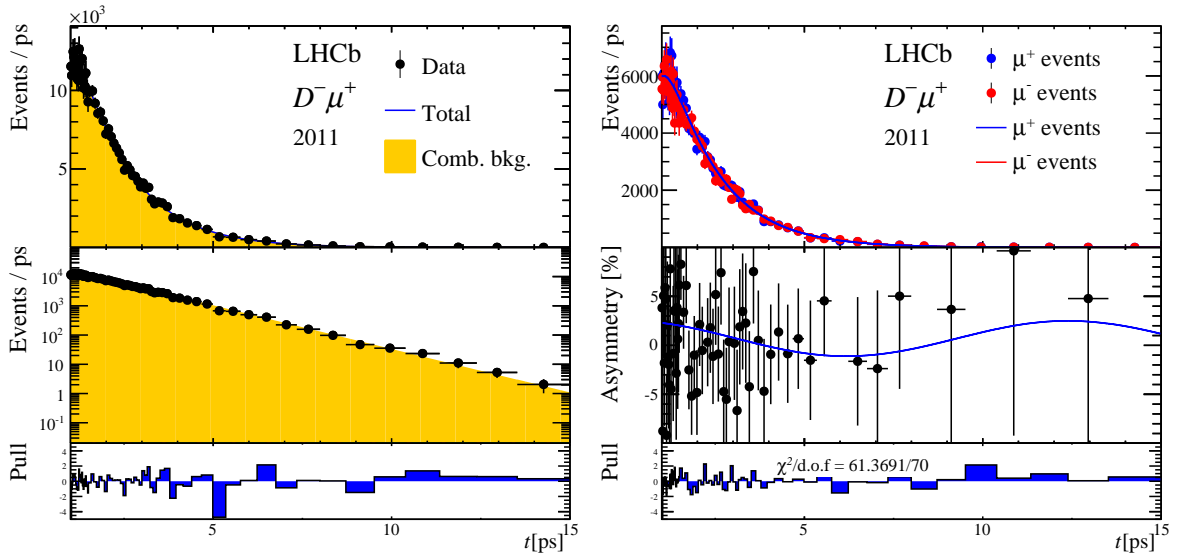 ×10³
LHCb
D⁻μ⁺
2011
Data
Total
Comb. bkg.
Events / ps
10
5
Events / ps
10⁴
10³
10²
10
1
10⁻¹
Pull
4
2
0
-2
-4
5
10
15
t[ps]
LHCb
D⁻μ⁺
2011
μ⁺ events
μ⁻ events
μ⁺ events
μ⁻ events
Events / ps
6000
4000
2000
Asymmetry [%]
5
0
-5
Pull
4
2
0
-2
-4
χ²/d.o.f = 61.3691/70
5
10
15
t[ps]